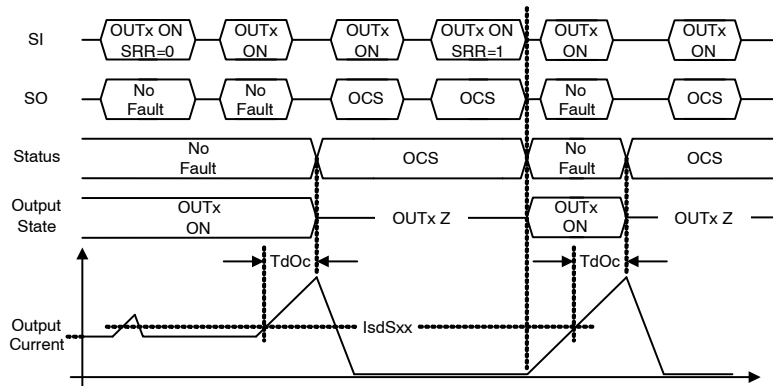 SI
OUTx ON
SRR=0
OUTx
ON
OUTx
ON
OUTx ON
SRR=1
OUTx
ON
OUTx
ON
SO
No
Fault
No
Fault
OCS
OCS
No
Fault
OCS
Status
No
Fault
OCS
No
Fault
OCS
Output
State
OUTx
ON
OUTx Z
OUTx
ON
OUTx Z
TdOc
TdOc
Output
Current
IsdSxx